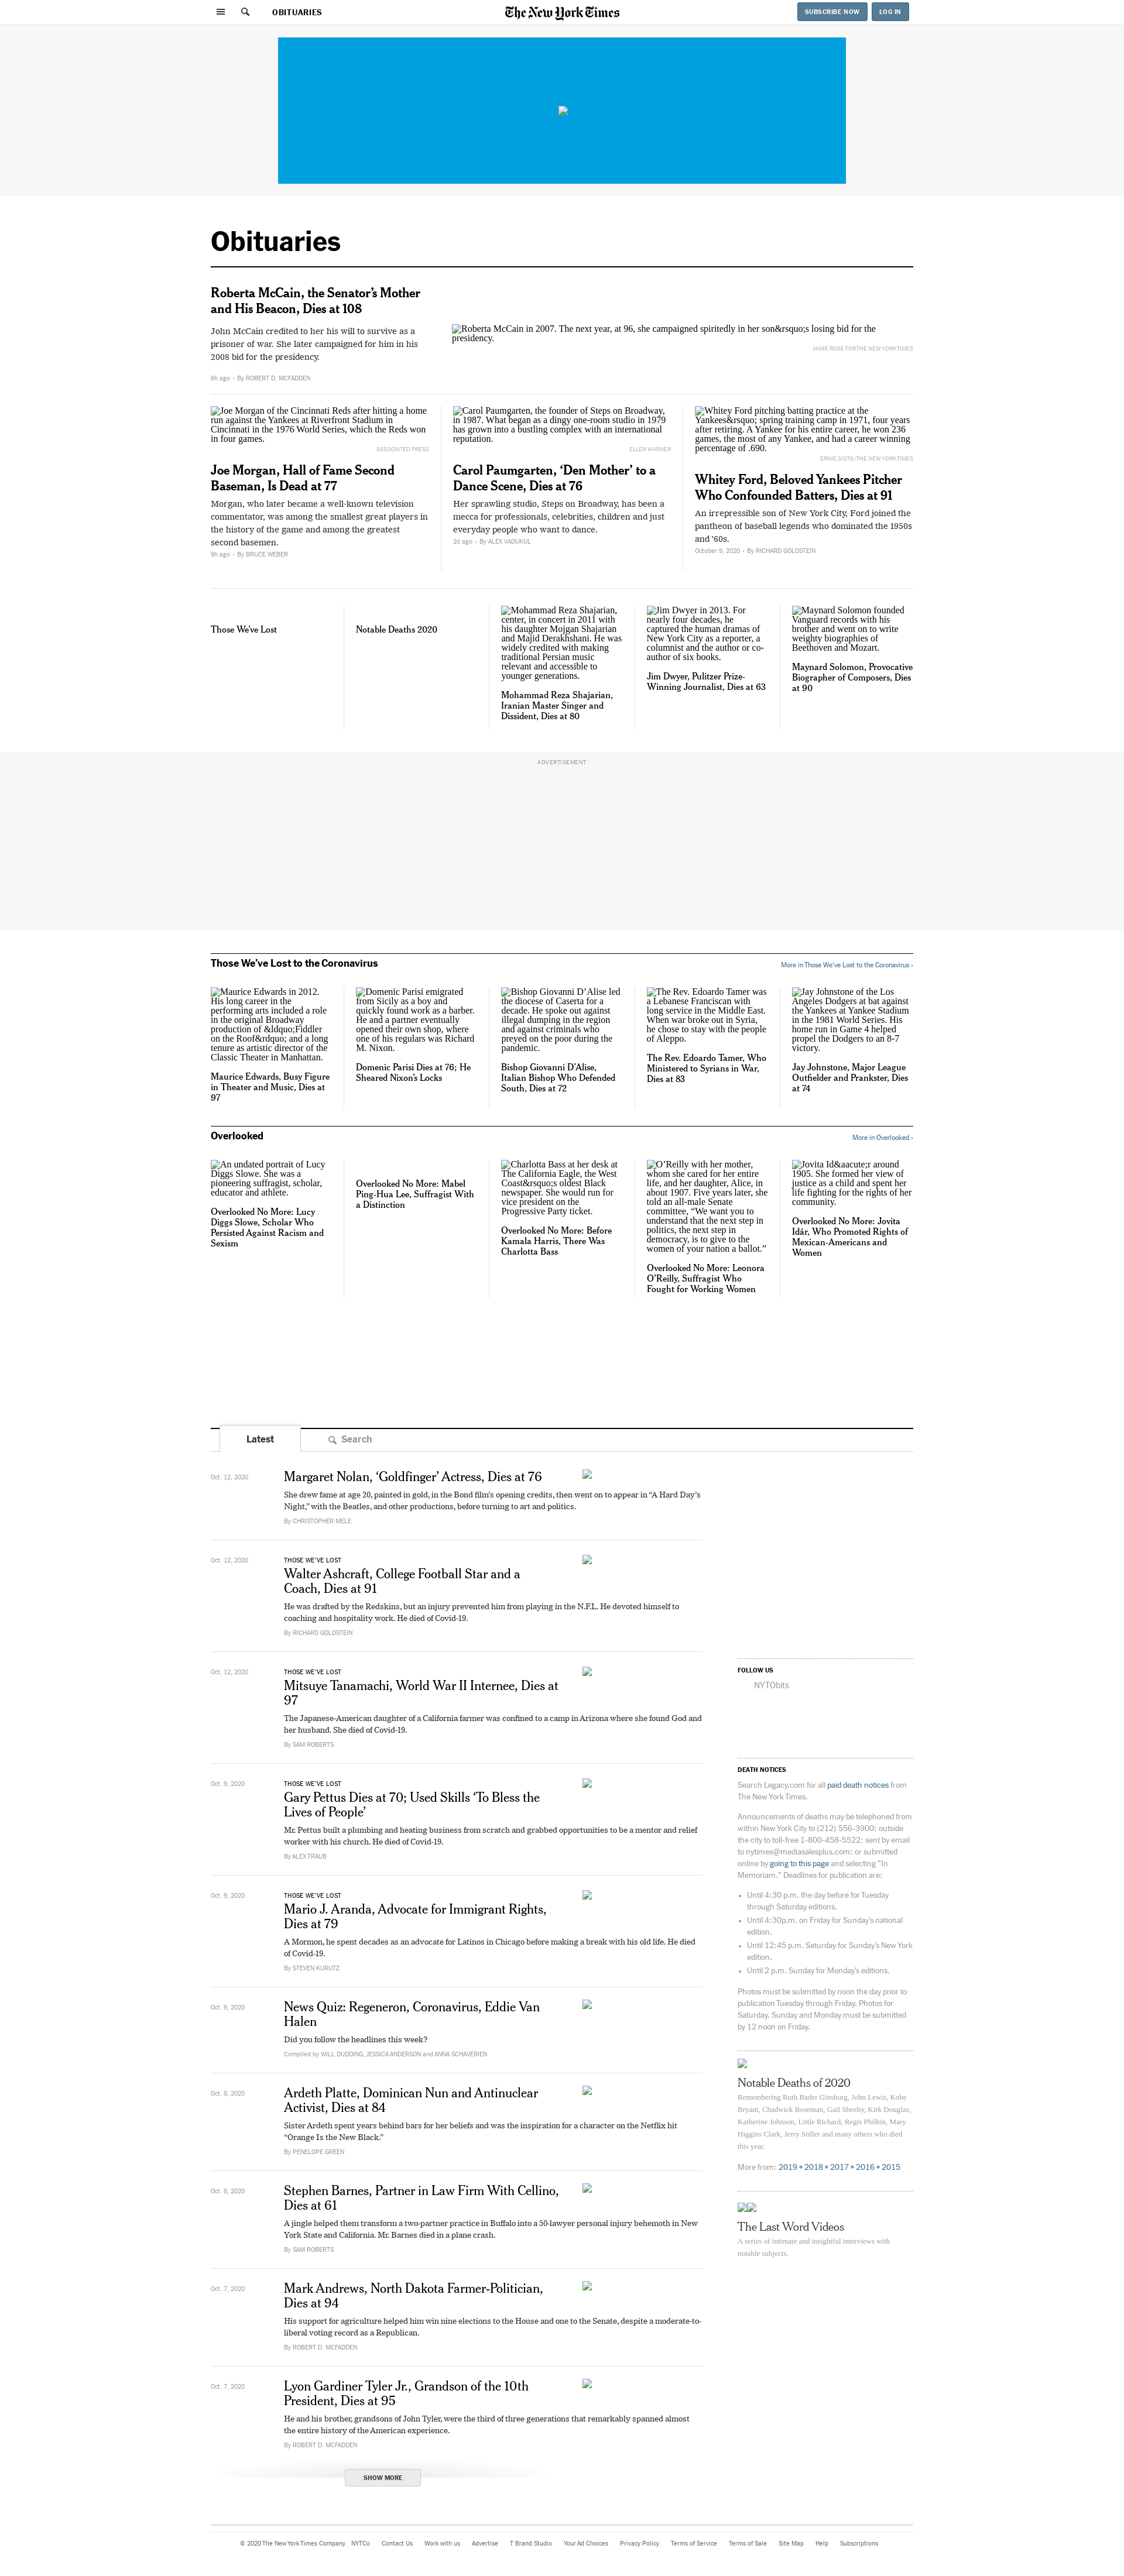 OBITUARIES
The New York Times
SUBSCRIBE NOW
LOG IN
Obituaries
Roberta McCain, the Senator's Mother
and His Beacon, Dies at 108
John McCain credited to her his will to survive as a
prisoner of war. She later campaigned for him in his
2008 bid for the presidency.
6h ago - By ROBERT D. MCFADDEN
Roberta McCain in 2007. The next year, at 96, she campaigned spiritedly in her son&rsquo;s losing bid for the
presidency.
JAMIE ROSE FOR THE NEW YORK TIMES
Joe Morgan of the Cincinnati Reds after hitting a home
run against the Yankees at Riverfront Stadium in
Cincinnati in the 1976 World Series, which the Reds won
in four games.
ASSOCIATED PRESS
Joe Morgan, Hall of Fame Second
Baseman, Is Dead at 77
Morgan, who later became a well-known television
commentator, was among the smallest great players in
the history of the game and among the greatest
second basemen.
9h ago - By BRUCE WEBER
Carol Paumgarten, the founder of Steps on Broadway,
in 1987. What began as a dingy one-room studio in 1979
has grown into a bustling complex with an international
reputation.
ELLEN WARNER
Carol Paumgarten, ‘Den Mother’ to a
Dance Scene, Dies at 76
Her sprawling studio, Steps on Broadway, has been a
mecca for professionals, celebrities, children and just
everyday people who want to dance.
2d ago - By ALEX VADUKUL
Whitey Ford pitching batting practice at the
Yankees&rsquo; spring training camp in 1971, four years
after retiring. A Yankee for his entire career, he won 236
games, the most of any Yankee, and had a career winning
percentage of .690.
ERNIE SISTO/THE NEW YORK TIMES
Whitey Ford, Beloved Yankees Pitcher
Who Confounded Batters, Dies at 91
An irrepressible son of New York City, Ford joined the
pantheon of baseball legends who dominated the 1950s
and ’60s.
October 9, 2020 - By RICHARD GOLDSTEIN
Those We've Lost
Notable Deaths 2020
Mohammad Reza Shajarian,
center, in concert in 2011 with
his daughter Mojgan Shajarian
and Majid Derakhshani. He was
widely credited with making
traditional Persian music
relevant and accessible to
younger generations.
Mohammad Reza Shajarian,
Iranian Master Singer and
Dissident, Dies at 80
Jim Dwyer in 2013. For
nearly four decades, he
captured the human dramas of
New York City as a reporter, a
columnist and the author or co-
author of six books.
Jim Dwyer, Pulitzer Prize-
Winning Journalist, Dies at 63
Maynard Solomon founded
Vanguard records with his
brother and went on to write
weighty biographies of
Beethoven and Mozart.
Maynard Solomon, Provocative
Biographer of Composers, Dies
at 90
ADVERTISEMENT
Those We’ve Lost to the Coronavirus
More in Those We've Lost to the Coronavirus ›
Maurice Edwards in 2012.
His long career in the
performing arts included a role
in the original Broadway
production of &ldquo;Fiddler
on the Roof&rdquo; and a long
tenure as artistic director of the
Classic Theater in Manhattan.
Maurice Edwards, Busy Figure
in Theater and Music, Dies at
97
Domenic Parisi emigrated
from Sicily as a boy and
quickly found work as a barber.
He and a partner eventually
opened their own shop, where
one of his regulars was Richard
M. Nixon.
Domenic Parisi Dies at 76; He
Sheared Nixon’s Locks
Bishop Giovanni D’Alise led
the diocese of Caserta for a
decade. He spoke out against
illegal dumping in the region
and against criminals who
preyed on the poor during the
pandemic.
Bishop Giovanni D’Alise,
Italian Bishop Who Defended
South, Dies at 72
The Rev. Edoardo Tamer was
a Lebanese Franciscan with
long service in the Middle East.
When war broke out in Syria,
he chose to stay with the people
of Aleppo.
The Rev. Edoardo Tamer, Who
Ministered to Syrians in War,
Dies at 83
Jay Johnstone of the Los
Angeles Dodgers at bat against
the Yankees at Yankee Stadium
in the 1981 World Series. His
home run in Game 4 helped
propel the Dodgers to an 8-7
victory.
Jay Johnstone, Major League
Outfielder and Prankster, Dies
at 74
Overlooked
More in Overlooked ›
An undated portrait of Lucy
Diggs Slowe. She was a
pioneering suffragist, scholar,
educator and athlete.
Overlooked No More: Lucy
Diggs Slowe, Scholar Who
Persisted Against Racism and
Sexism
Overlooked No More: Mabel
Ping-Hua Lee, Suffragist With
a Distinction
Charlotta Bass at her desk at
The California Eagle, the West
Coast&rsquo;s oldest Black
newspaper. She would run for
vice president on the
Progressive Party ticket.
Overlooked No More: Before
Kamala Harris, There Was
Charlotta Bass
O’Reilly with her mother,
whom she cared for her entire
life, and her daughter, Alice, in
about 1907. Five years later, she
told an all-male Senate
committee, “We want you to
understand that the next step in
politics, the next step in
democracy, is to give to the
women of your nation a ballot.”
Overlooked No More: Leonora
O’Reilly, Suffragist Who
Fought for Working Women
Jovita Id&aacute;r around
1905. She formed her view of
justice as a child and spent her
life fighting for the rights of her
community.
Overlooked No More: Jovita
Idár, Who Promoted Rights of
Mexican-Americans and
Women
Latest
Search
Oct. 12, 2020
Margaret Nolan, ‘Goldfinger’ Actress, Dies at 76
She drew fame at age 20, painted in gold, in the Bond film’s opening credits, then went on to appear in “A Hard Day’s
Night,” with the Beatles, and other productions, before turning to art and politics.
By CHRISTOPHER MELE
Oct. 12, 2020
THOSE WE’VE LOST
Walter Ashcraft, College Football Star and a
Coach, Dies at 91
He was drafted by the Redskins, but an injury prevented him from playing in the N.F.L. He devoted himself to
coaching and hospitality work. He died of Covid-19.
By RICHARD GOLDSTEIN
Oct. 12, 2020
THOSE WE’VE LOST
Mitsuye Tanamachi, World War II Internee, Dies at
97
The Japanese-American daughter of a California farmer was confined to a camp in Arizona where she found God and
her husband. She died of Covid-19.
By SAM ROBERTS
Oct. 9, 2020
THOSE WE’VE LOST
Gary Pettus Dies at 70; Used Skills ‘To Bless the
Lives of People’
Mr. Pettus built a plumbing and heating business from scratch and grabbed opportunities to be a mentor and relief
worker with his church. He died of Covid-19.
By ALEX TRAUB
Oct. 9, 2020
THOSE WE’VE LOST
Mario J. Aranda, Advocate for Immigrant Rights,
Dies at 79
A Mormon, he spent decades as an advocate for Latinos in Chicago before making a break with his old life. He died
of Covid-19.
By STEVEN KURUTZ
Oct. 9, 2020
News Quiz: Regeneron, Coronavirus, Eddie Van
Halen
Did you follow the headlines this week?
Compiled by WILL DUDDING, JESSICA ANDERSON and ANNA SCHAVERIEN
Oct. 8, 2020
Ardeth Platte, Dominican Nun and Antinuclear
Activist, Dies at 84
Sister Ardeth spent years behind bars for her beliefs and was the inspiration for a character on the Netflix hit
“Orange Is the New Black.”
By PENELOPE GREEN
Oct. 8, 2020
Stephen Barnes, Partner in Law Firm With Cellino,
Dies at 61
A jingle helped them transform a two-partner practice in Buffalo into a 50-lawyer personal injury behemoth in New
York State and California. Mr. Barnes died in a plane crash.
By SAM ROBERTS
Oct. 7, 2020
Mark Andrews, North Dakota Farmer-Politician,
Dies at 94
His support for agriculture helped him win nine elections to the House and one to the Senate, despite a moderate-to-
liberal voting record as a Republican.
By ROBERT D. MCFADDEN
Oct. 7, 2020
Lyon Gardiner Tyler Jr., Grandson of the 10th
President, Dies at 95
He and his brother, grandsons of John Tyler, were the third of three generations that remarkably spanned almost
the entire history of the American experience.
By ROBERT D. MCFADDEN
SHOW MORE
FOLLOW US
NYTObits
DEATH NOTICES
Search Legacy.com for all paid death notices from
The New York Times.
Announcements of deaths may be telephoned from
within New York City to (212) 556-3900; outside
the city to toll-free 1-800-458-5522; sent by email
to nytimes@mediasalesplus.com; or submitted
online by going to this page and selecting "In
Memoriam." Deadlines for publication are:
Until 4:30 p.m. the day before for Tuesday
through Saturday editions.
Until 4:30p.m. on Friday for Sunday's national
edition.
Until 12:45 p.m. Saturday for Sunday's New York
edition.
Until 2 p.m. Sunday for Monday's editions.
Photos must be submitted by noon the day prior to
publication Tuesday through Friday. Photos for
Saturday, Sunday and Monday must be submitted
by 12 noon on Friday.
Notable Deaths of 2020
Remembering Ruth Bader Ginsburg, John Lewis, Kobe
Bryant, Chadwick Boseman, Gail Sheehy, Kirk Douglas,
Katherine Johnson, Little Richard, Regis Philbin, Mary
Higgins Clark, Jerry Stiller and many others who died
this year.
More from: 2019 • 2018 • 2017 • 2016 • 2015
The Last Word Videos
A series of intimate and insightful interviews with
notable subjects.
© 2020 The New York Times Company NYTCo Contact Us Work with us Advertise T Brand Studio Your Ad Choices Privacy Policy Terms of Service Terms of Sale Site Map Help Subscriptions